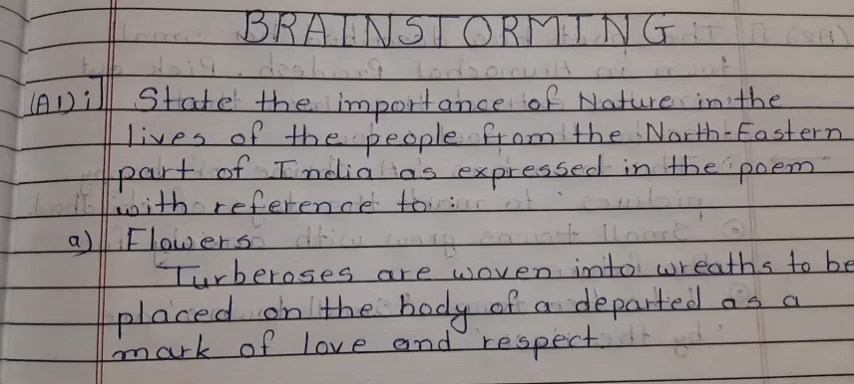 BRAINSTORMING
(A1) i] State the importance of Nature in the
lives of the people from the North-Eastern
part of India as expressed in the poem
with reference to :
a) Flowers
Turberoses are woven into wreaths to be
placed on the body of a departed as a
mark of love and respect.